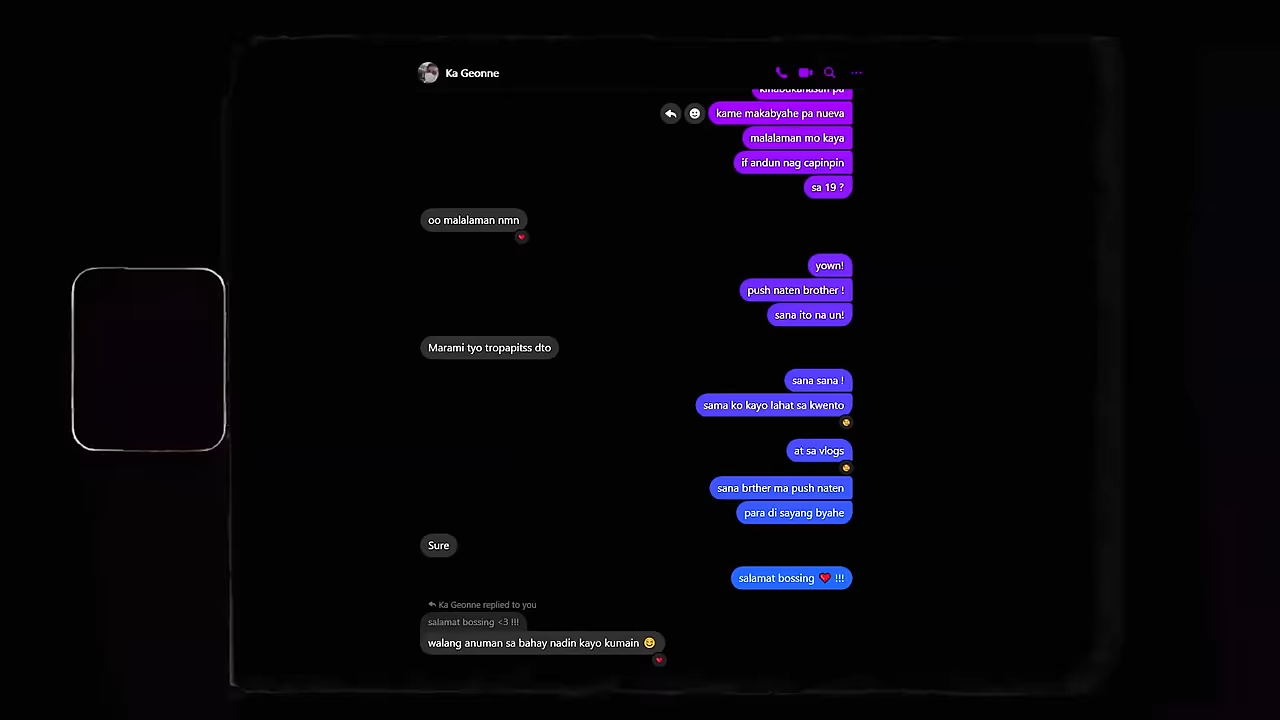 Ka Geonne
kinabukanasan pa
kame makabyahe pa nueva
malalaman mo kaya
if andun nag capinpin
sa 19 ?
oo malalaman nmn
yown!
push naten brother !
sana ito na un!
Marami tyo tropapitss dto
sana sana !
sama ko kayo lahat sa kwento
at sa vlogs
sana brther ma push naten
para di sayang byahe
Sure
salamat bossing ❤️ !!!
Ka Geonne replied to you
salamat bossing <3 !!!
walang anuman sa bahay nadin kayo kumain 😄